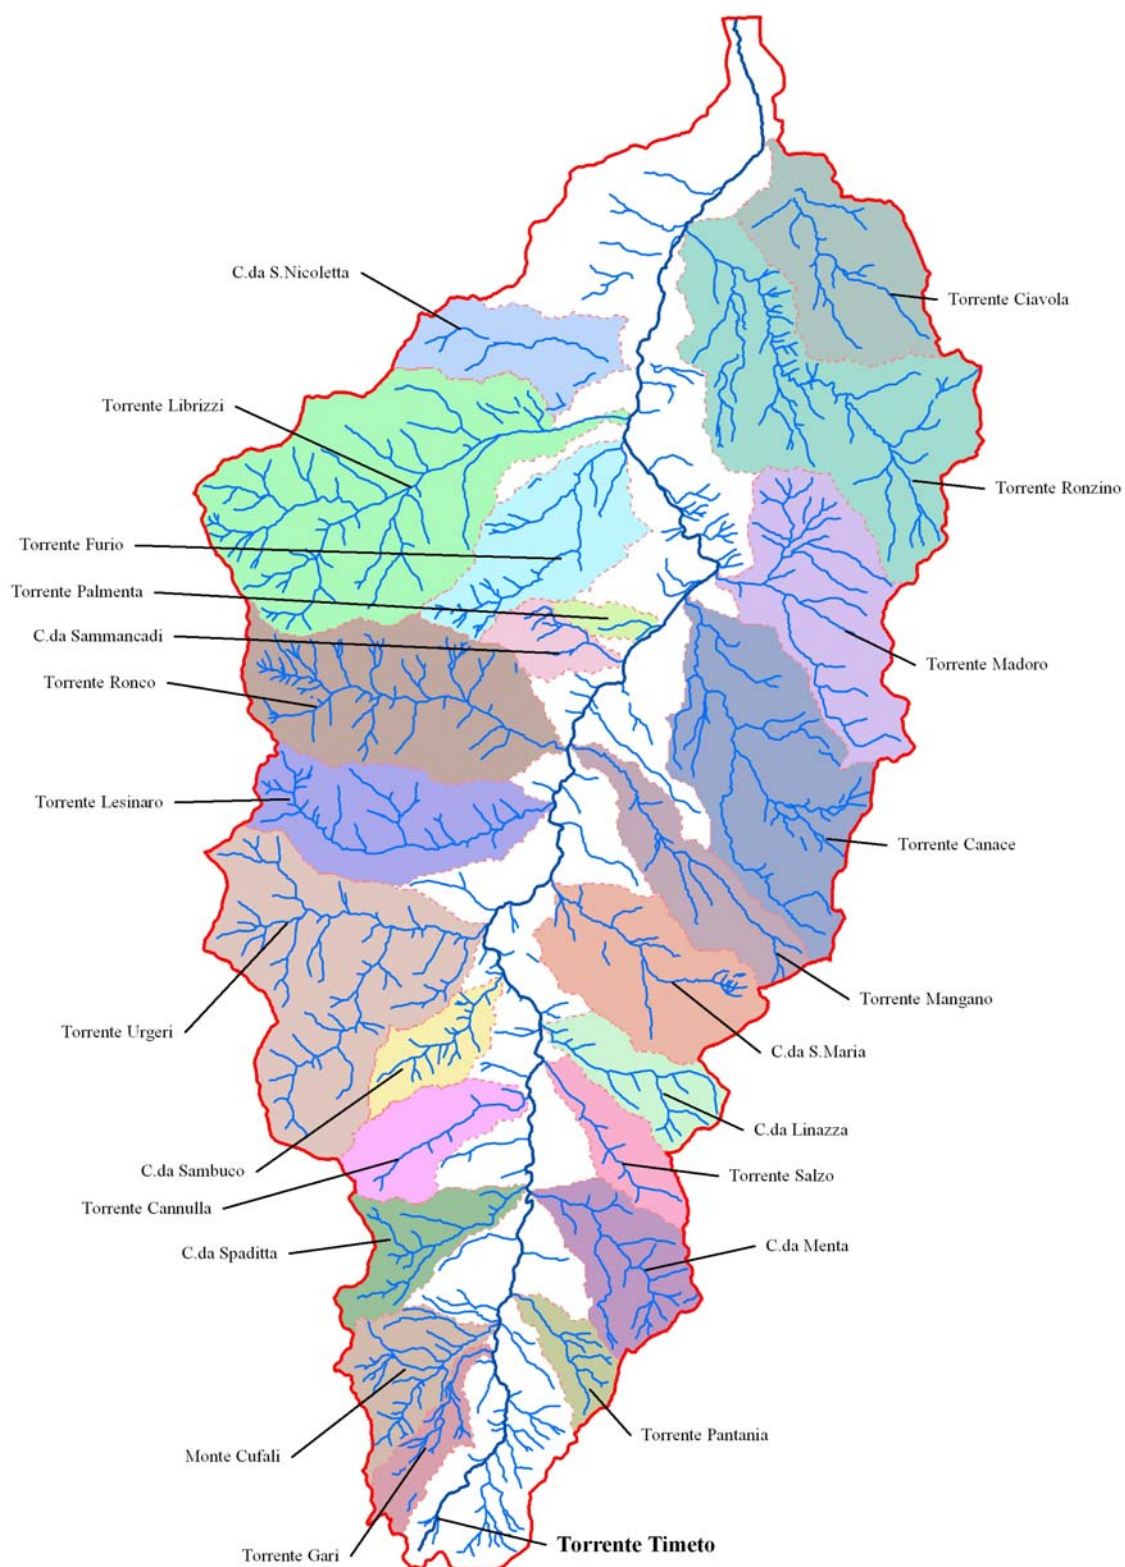 C.da S.Nicoletta
Torrente Ciavola
Torrente Librizzi
Torrente Ronzino
Torrente Furio
Torrente Palmenta
C.da Sammancadi
Torrente Madoro
Torrente Ronco
Torrente Lesinaro
Torrente Canace
Torrente Mangano
Torrente Urgeri
C.da S.Maria
C.da Linazza
C.da Sambuco
Torrente Salzo
Torrente Cannulla
C.da Menta
C.da Spaditta
Torrente Pantania
Monte Cufali
Torrente Timeto
Torrente Gari